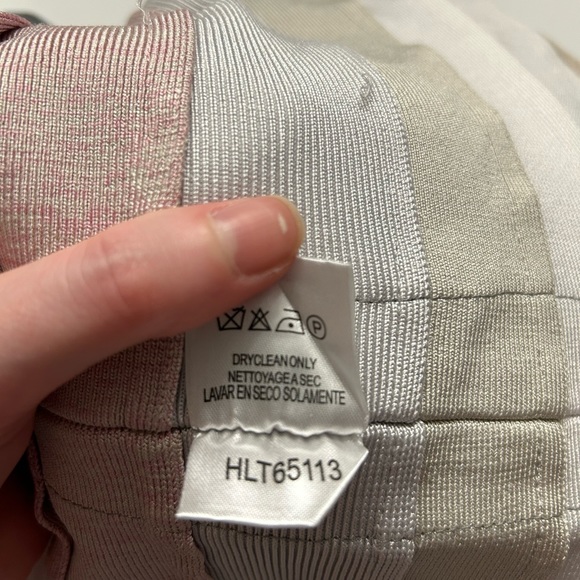 P
DRYCLEAN ONLY
NETTOYAGE A SEC
LAVAR EN SECO SOLAMENTE
HLT65113